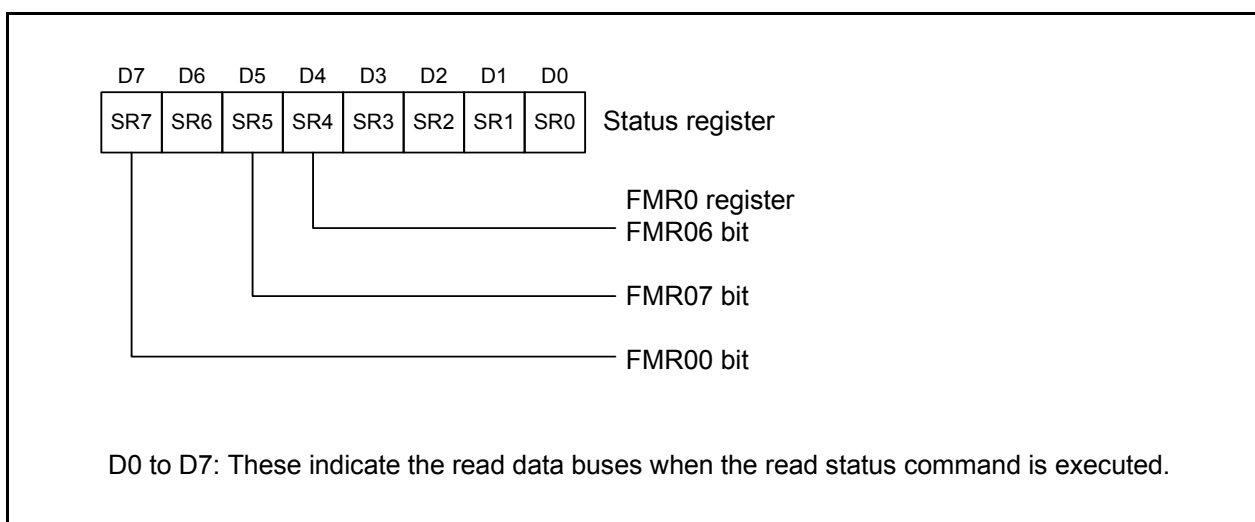 D7 D6 D5 D4 D3 D2 D1 D0
SR7 SR6 SR5 SR4 SR3 SR2 SR1 SR0 Status register
FMR0 register
FMR06 bit
FMR07 bit
FMR00 bit
D0 to D7: These indicate the read data buses when the read status command is executed.